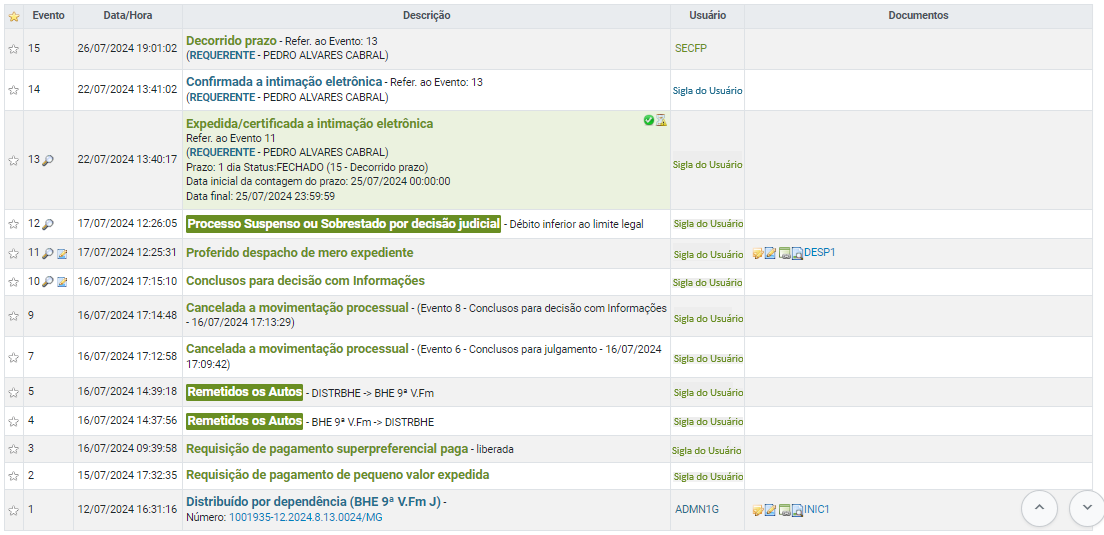 Evento Data/Hora Descrição Usuário Documentos
15 26/07/2024 19:01:02 Decorrido prazo - Refer. ao Evento: 13 SECFP
(REQUERENTE - PEDRO ALVARES CABRAL)
14 22/07/2024 13:41:02 Confirmada a intimação eletrônica - Refer. ao Evento: 13 Sigla do Usuário
(REQUERENTE - PEDRO ALVARES CABRAL)
13 22/07/2024 13:40:17 Expedida/certificada a intimação eletrônica Sigla do Usuário
Refer. ao Evento 11
(REQUERENTE - PEDRO ALVARES CABRAL)
Prazo: 1 dia Status:FECHADO (15 - Decorrido prazo)
Data inicial da contagem do prazo: 25/07/2024 00:00:00
Data final: 25/07/2024 23:59:59
12 17/07/2024 12:26:05 Processo Suspenso ou Sobrestado por decisão judicial - Débito inferior ao limite legal Sigla do Usuário
11 17/07/2024 12:25:31 Proferido despacho de mero expediente Sigla do Usuário DESP1
10 16/07/2024 17:15:10 Conclusos para decisão com Informações Sigla do Usuário
9 16/07/2024 17:14:48 Cancelada a movimentação processual - (Evento 8 - Conclusos para decisão com Informações Sigla do Usuário
- 16/07/2024 17:13:29)
7 16/07/2024 17:12:58 Cancelada a movimentação processual - (Evento 6 - Conclusos para julgamento - 16/07/2024 Sigla do Usuário
17:09:42)
5 16/07/2024 14:39:18 Remetidos os Autos - DISTRBHE -> BHE 9ª V.Fm Sigla do Usuário
4 16/07/2024 14:37:56 Remetidos os Autos - BHE 9ª V.Fm -> DISTRBHE Sigla do Usuário
3 16/07/2024 09:39:58 Requisição de pagamento superpreferencial paga - liberada Sigla do Usuário
2 15/07/2024 17:32:35 Requisição de pagamento de pequeno valor expedida Sigla do Usuário
1 12/07/2024 16:31:16 Distribuído por dependência (BHE 9ª V.Fm J) - ADMN1G INIC1
Número: 1001935-12.2024.8.13.0024/MG